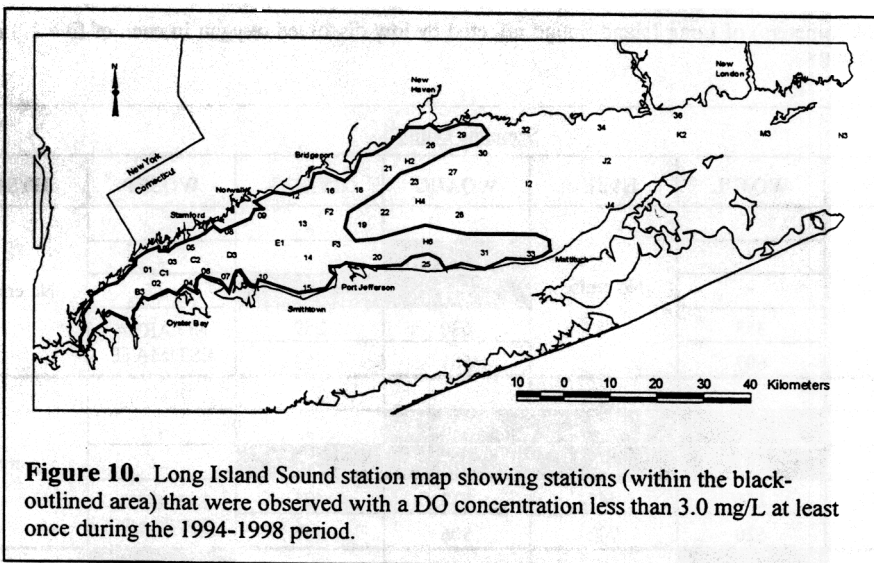 N
New York
Connecticut
New
Haven
New
London
Bridgeport
Norwalk
Stamford
Mattituck
Port Jefferson
Smithtown
Oyster Bay
36
K2
M3
N3
34
32
J2
J4
29
28
30
H2
21
27
23
I2
H4
16
18
12
F2
22
28
09
19
13
08
E1
F3
H6
31
33
05
D3
14
20
25
03
C2
01
C1
06
07
10
15
02
04
B3
A4
10 0 10 20 30 40 Kilometers
Figure 10. Long Island Sound station map showing stations (within the black-
outlined area) that were observed with a DO concentration less than 3.0 mg/L at least
once during the 1994-1998 period.